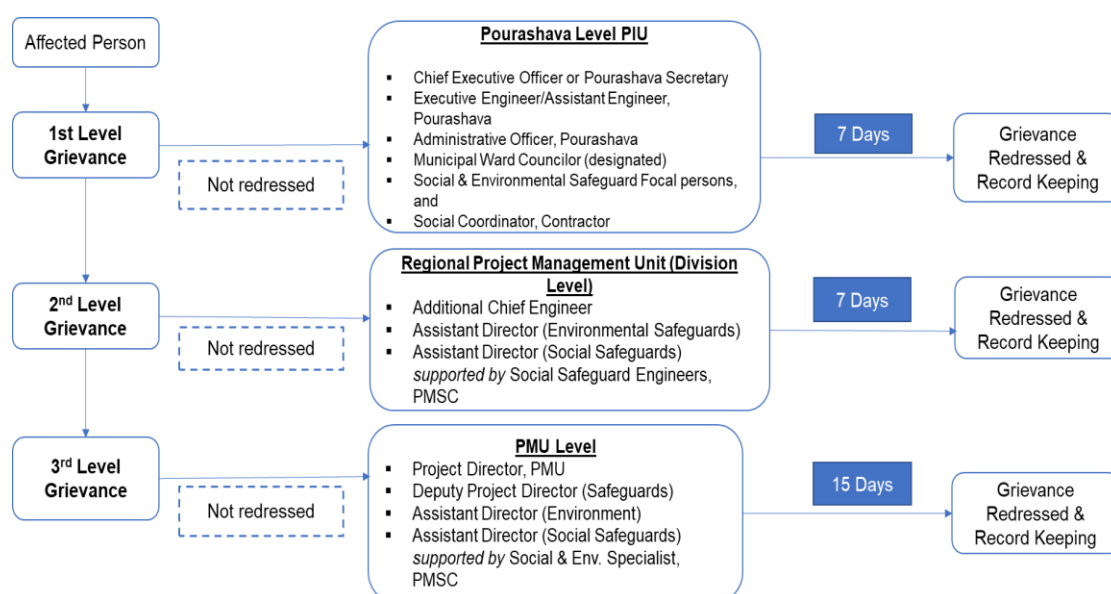 Affected Person
1st Level
Grievance
Not redressed
Pourashava Level PIU
▪ Chief Executive Officer or Pourashava Secretary
▪ Executive Engineer/Assistant Engineer,
Pourashava
▪ Administrative Officer, Pourashava
▪ Municipal Ward Councilor (designated)
▪ Social & Environmental Safeguard Focal persons,
and
▪ Social Coordinator, Contractor
7 Days
Grievance
Redressed &
Record Keeping
2nd Level
Grievance
Not redressed
Regional Project Management Unit (Division
Level)
▪ Additional Chief Engineer
▪ Assistant Director (Environmental Safeguards)
▪ Assistant Director (Social Safeguards)
supported by Social Safeguard Engineers,
PMSC
7 Days
Grievance
Redressed &
Record Keeping
3rd Level
Grievance
Not redressed
PMU Level
▪ Project Director, PMU
▪ Deputy Project Director (Safeguards)
▪ Assistant Director (Environment)
▪ Assistant Director (Social Safeguards)
supported by Social & Env. Specialist,
PMSC
15 Days
Grievance
Redressed &
Record Keeping